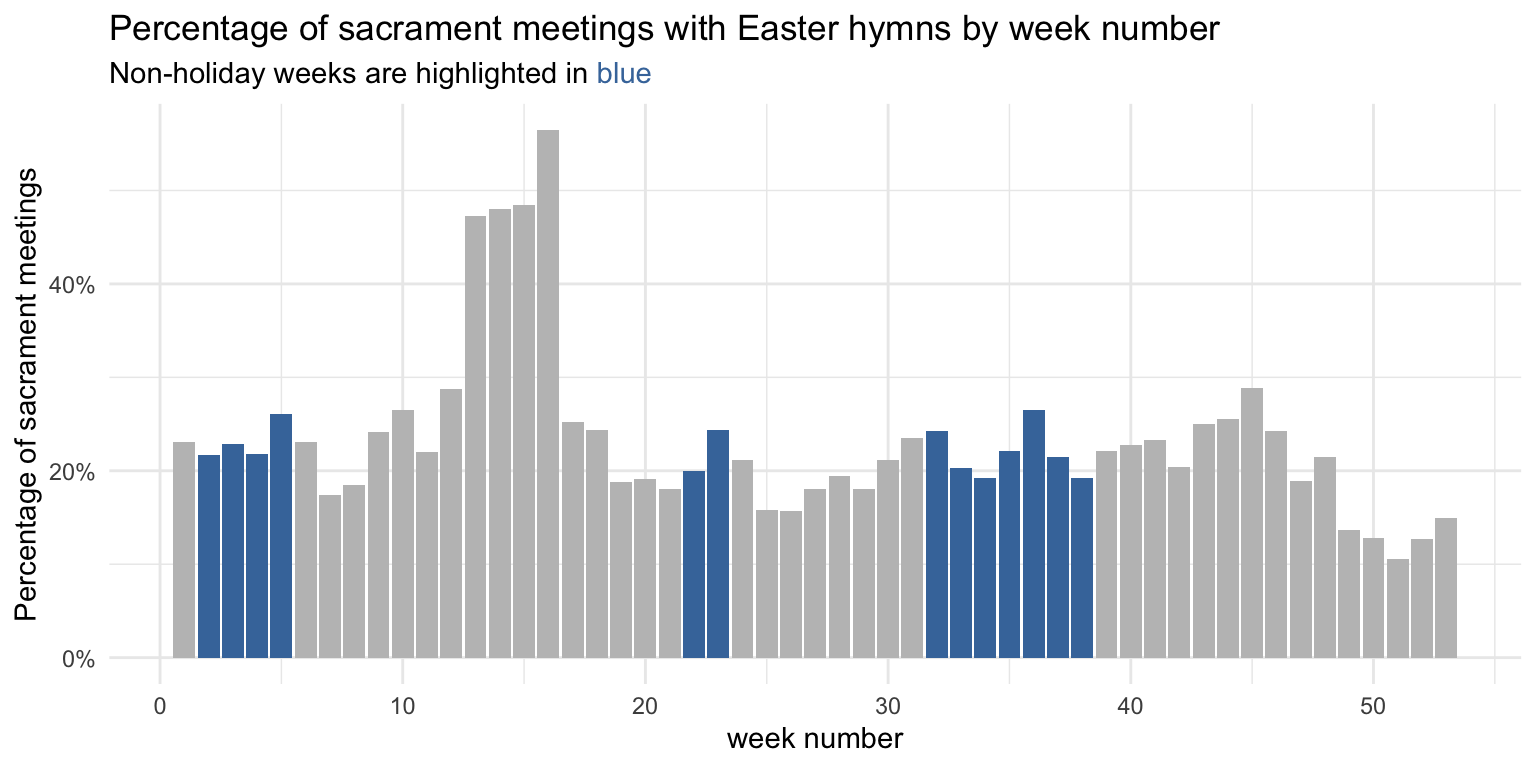 Percentage of sacrament meetings with Easter hymns by week number
Non-holiday weeks are highlighted in blue
Percentage of sacrament meetings
40%
20%
0%
0 10 20 30 40 50
week number